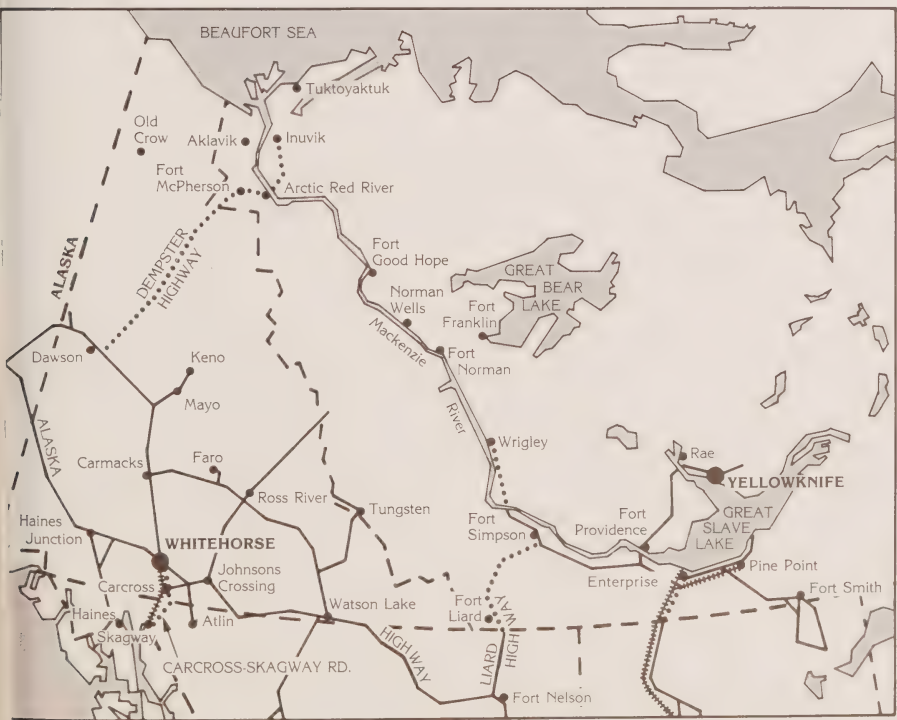 BEAUFORT SEA
Tuktoyaktuk
Old
Crow
Aklavik
Inuvik
Fort
McPherson
Arctic Red River
DEMPSTER
HIGHWAY
ALASKA
Fort
Good Hope
GREAT
BEAR
LAKE
Norman
Wells
Fort
Franklin
Mackenzie
River
Fort
Norman
Dawson
Keno
Mayo
ALASKA
Wrigley
Rae
YELLOWKNIFE
Carmacks
Faro
Ross River
Tungsten
Fort
Simpson
Fort
Providence
GREAT
SLAVE
LAKE
Haines
Junction
WHITEHORSE
Johnsons
Crossing
Carcross
Enterprise
Pine Point
Fort Smith
Haines
Skagway
Atlin
Watson Lake
Fort
Liard
HIGHWAY
LIARD
HIGH
WAY
CARCROSS-SKAGWAY RD.
Fort Nelson